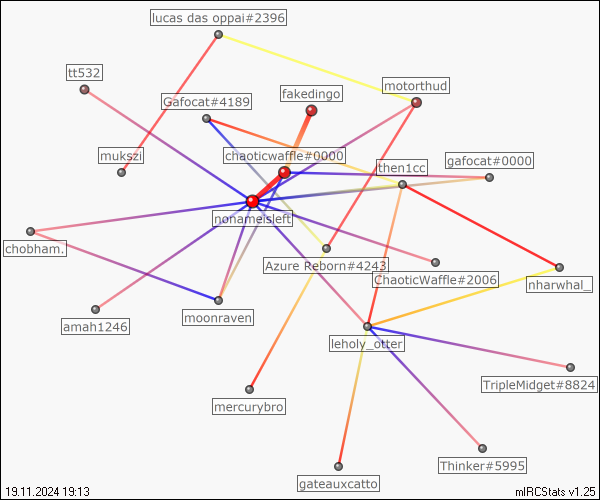 lucas das oppai#2396
tt532
motorthud
fakedingo
Gafocat#4189
mukszi
chaoticwaffle#0000
gafocat#0000
then1cc
nonameisleft
chobham.
Azure Reborn#4243
ChaoticWaffle#2006
nharwhal_
moonraven
amah1246
leholy_otter
TripleMidget#8824
mercurybro
Thinker#5995
gateauxcatto
19.11.2024 19:13
mIRCStats v1.25